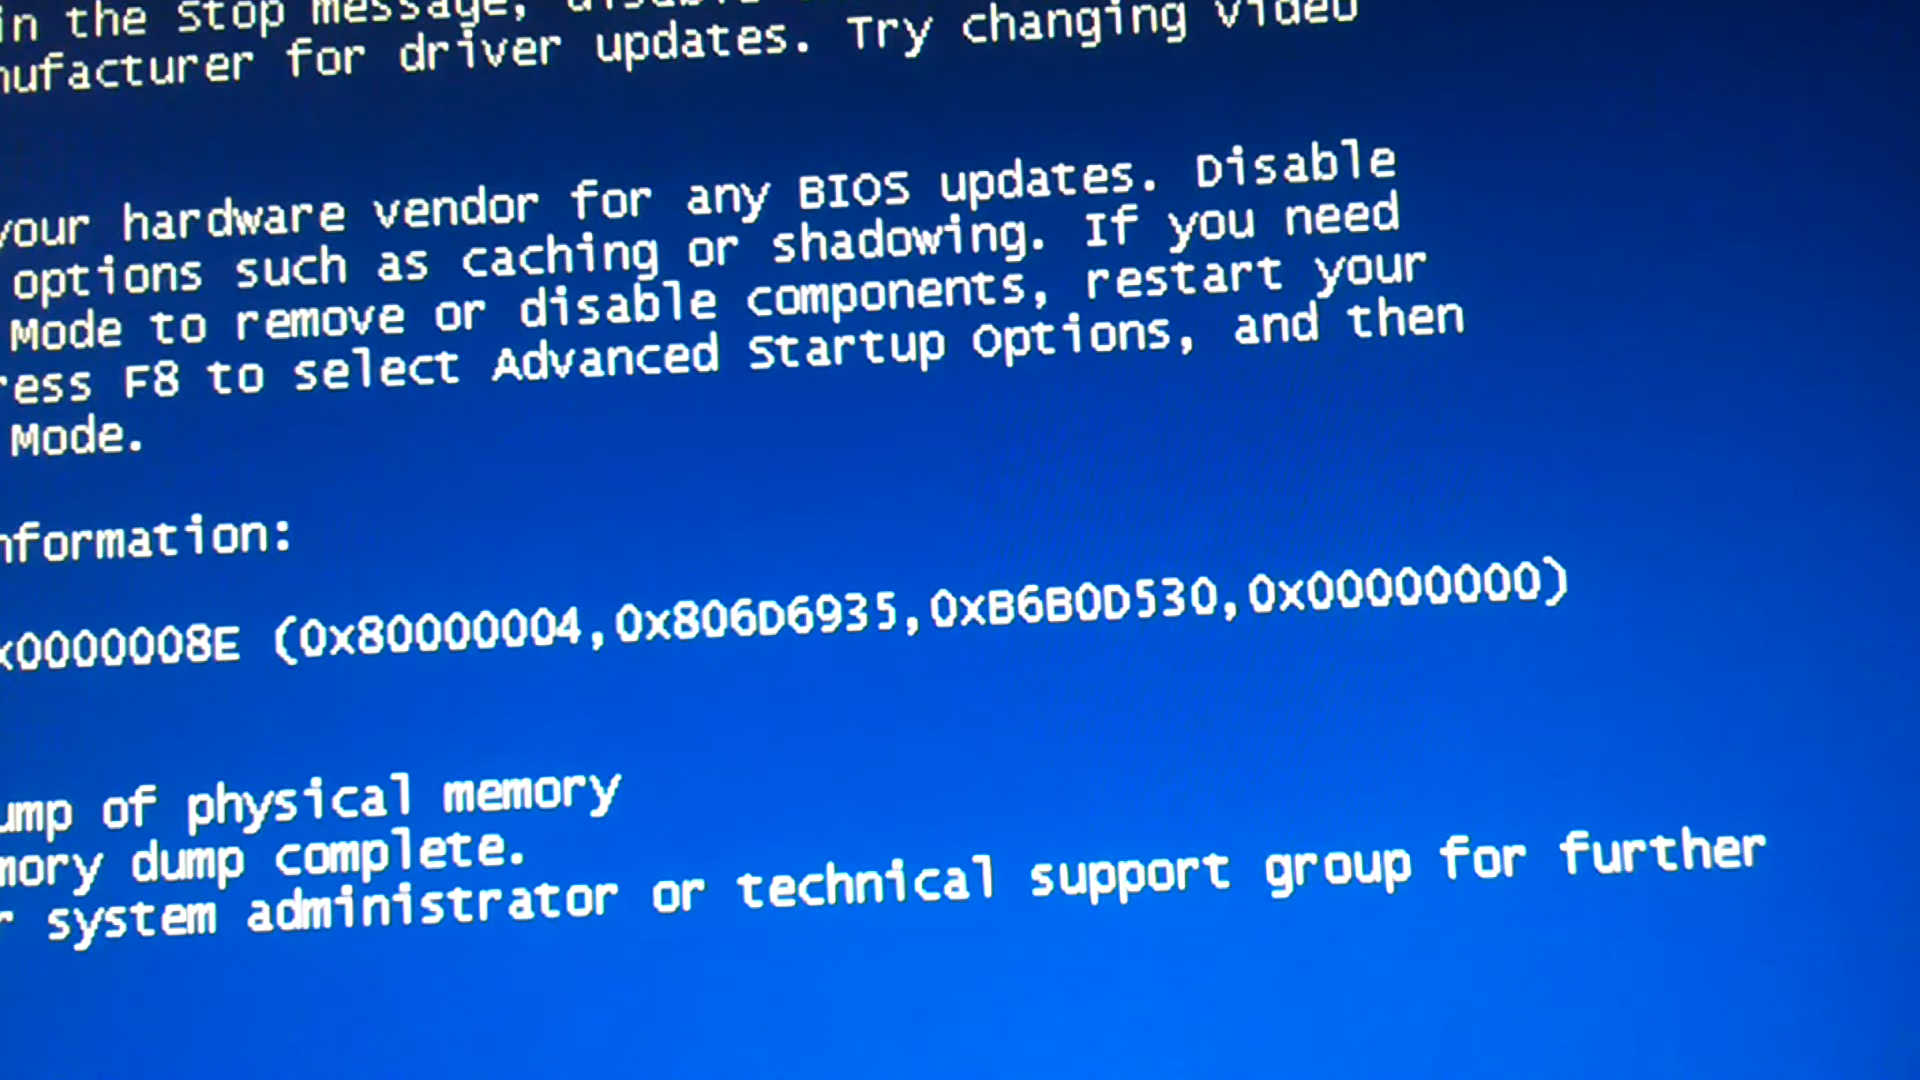 in the Stop message,
nufacturer for driver updates. Try changing video
your hardware vendor for any BIOS updates. Disable
options such as caching or shadowing. If you need
Mode to remove or disable components, restart your
ress F8 to select Advanced Startup Options, and then
Mode.
nformation:
x0000008E (0x80000004,0x806D6935,0xB6B0D530,0x00000000)
ump of physical memory
mory dump complete.
r system administrator or technical support group for further